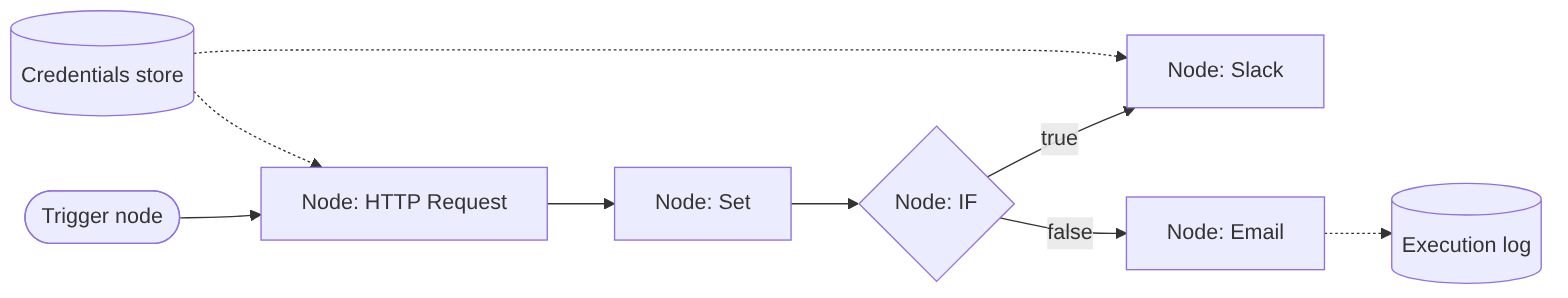 Credentials store
Node: Slack
true
Trigger node
Node: HTTP Request
Node: Set
Node: IF
false
Node: Email
Execution log